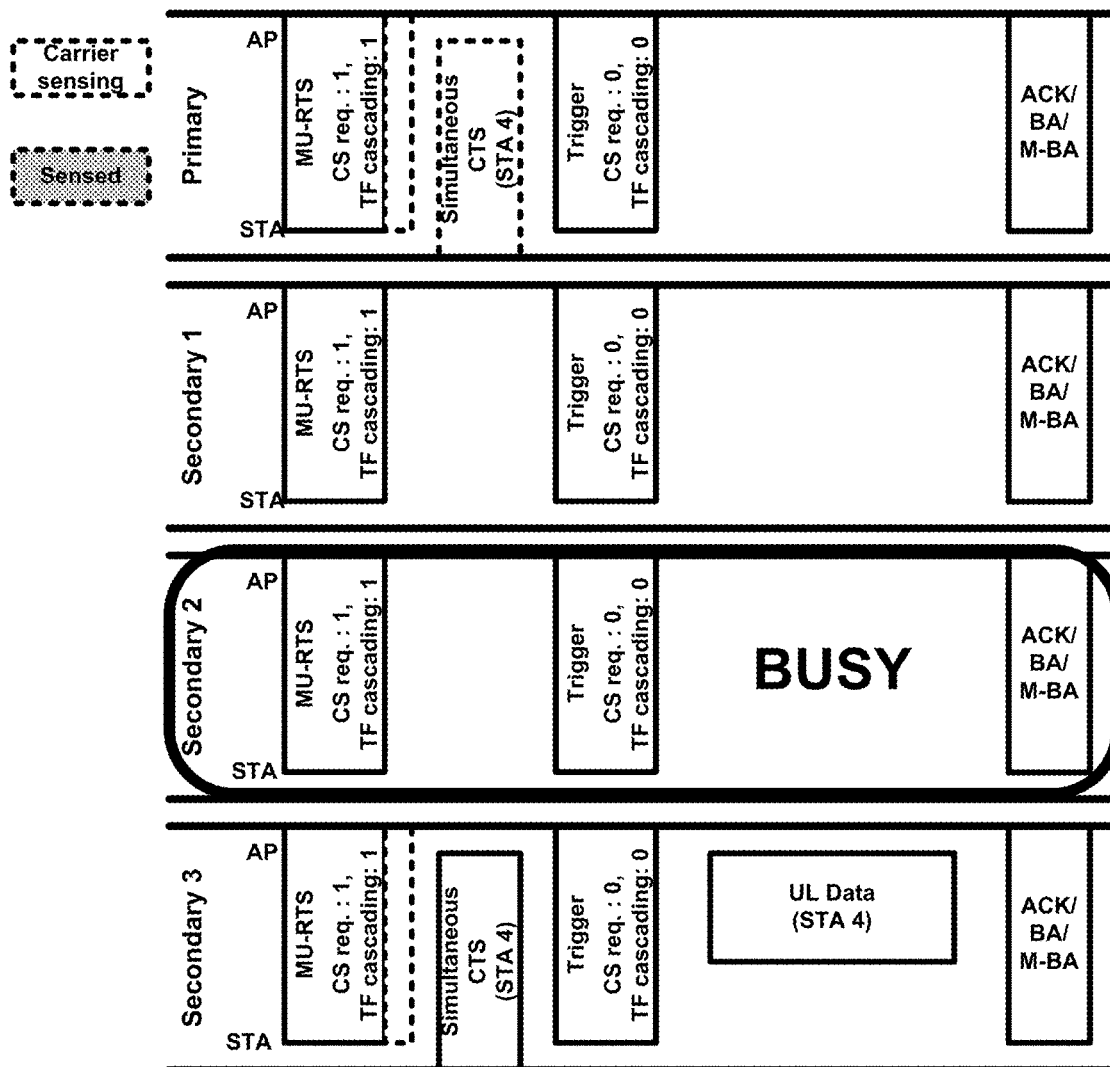 Carrier
sensing
Sensed
Primary
AP
STA
MU-RTS
CS req. : 1,
TF cascading: 1
Simultaneous
CTS
(STA 4)
Trigger
CS req. : 0,
TF cascading: 0
ACK/
BA/
M-BA
Secondary 1
AP
STA
MU-RTS
CS req. : 1,
TF cascading: 1
Trigger
CS req. : 0,
TF cascading: 0
ACK/
BA/
M-BA
Secondary 2
AP
STA
MU-RTS
CS req. : 1,
TF cascading: 1
Trigger
CS req. : 0,
TF cascading: 0
BUSY
ACK/
BA/
M-BA
Secondary 3
AP
STA
MU-RTS
CS req. : 1,
TF cascading: 1
Simultaneous
CTS
(STA 4)
Trigger
CS req. : 0,
TF cascading: 0
UL Data
(STA 4)
ACK/
BA/
M-BA